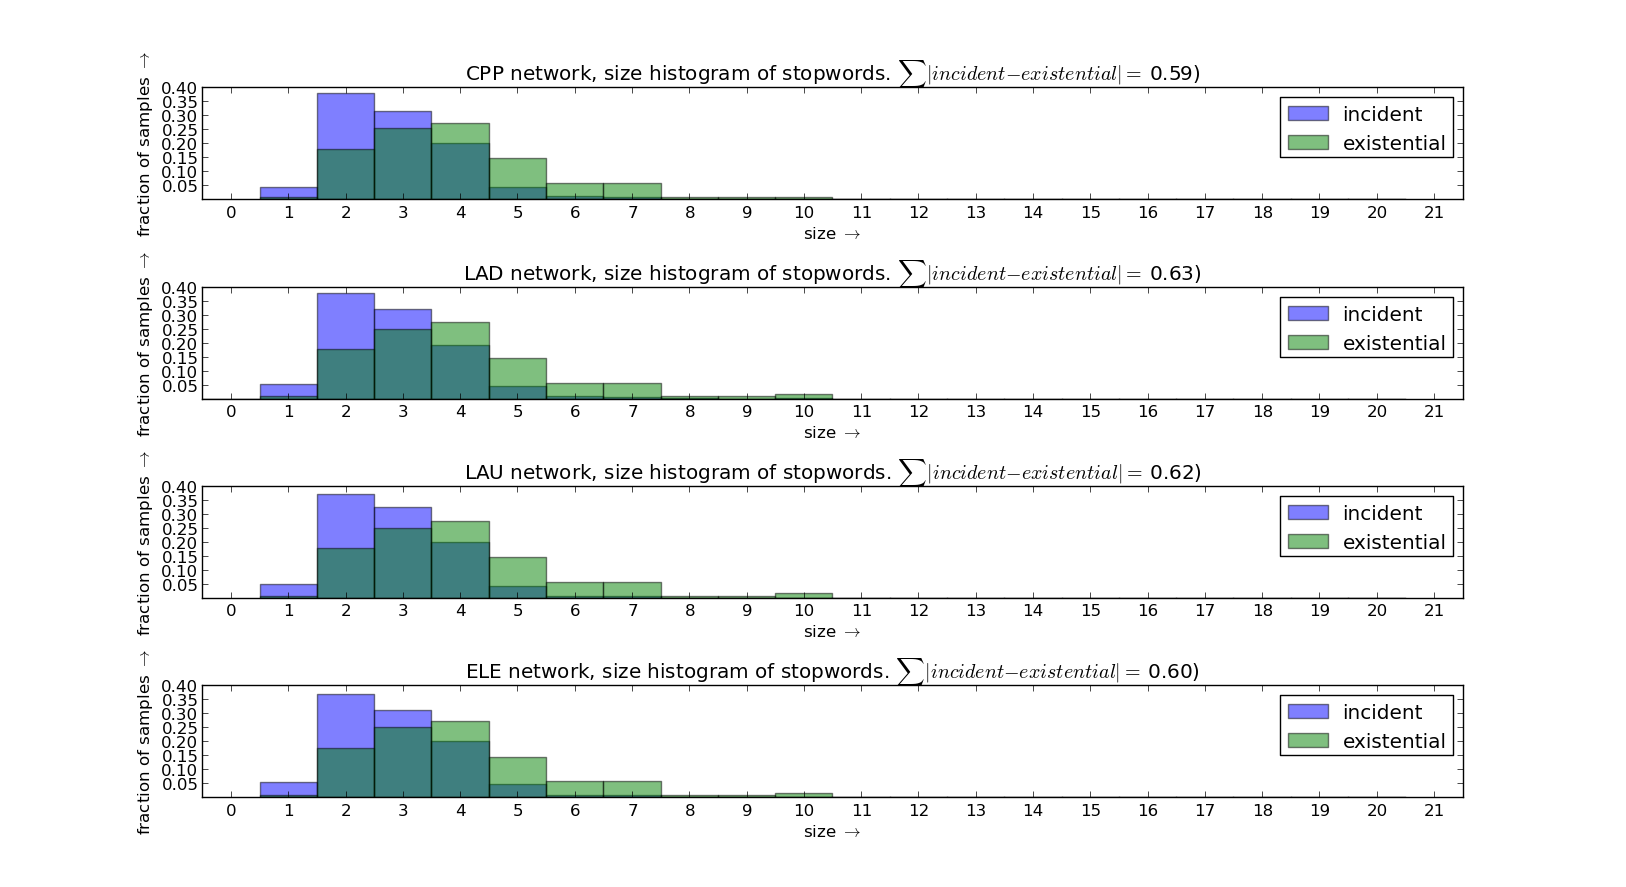 CPP network, size histogram of stopwords. ∑|incident−existential| = 0.59)
fraction of samples →
0.40
0.35
0.30
0.25
0.20
0.15
0.10
0.05
incident
existential
0 1 2 3 4 5 6 7 8 9 10 11 12 13 14 15 16 17 18 19 20 21
size →
LAD network, size histogram of stopwords. ∑|incident−existential| = 0.63)
fraction of samples →
0.40
0.35
0.30
0.25
0.20
0.15
0.10
0.05
incident
existential
0 1 2 3 4 5 6 7 8 9 10 11 12 13 14 15 16 17 18 19 20 21
size →
LAU network, size histogram of stopwords. ∑|incident−existential| = 0.62)
fraction of samples →
0.40
0.35
0.30
0.25
0.20
0.15
0.10
0.05
incident
existential
0 1 2 3 4 5 6 7 8 9 10 11 12 13 14 15 16 17 18 19 20 21
size →
ELE network, size histogram of stopwords. ∑|incident−existential| = 0.60)
fraction of samples →
0.40
0.35
0.30
0.25
0.20
0.15
0.10
0.05
incident
existential
0 1 2 3 4 5 6 7 8 9 10 11 12 13 14 15 16 17 18 19 20 21
size →